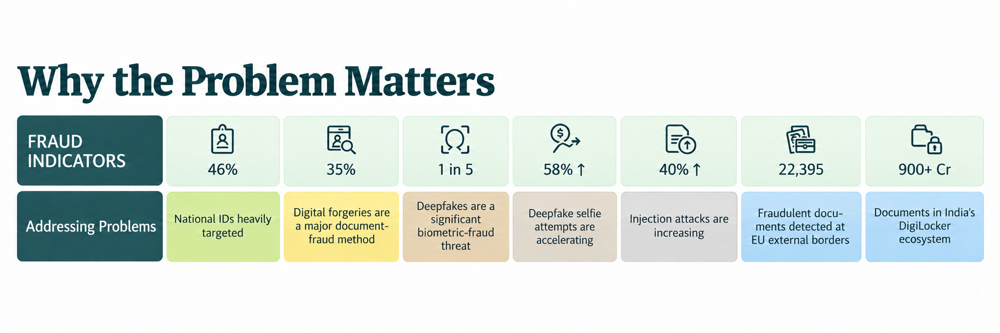 Why the Problem Matters
FRAUD
INDICATORS
46%
35%
1 in 5
58% ↑
40% ↑
22,395
900+ Cr
Addressing Problems
National IDs heavily
targeted
Digital forgeries are
a major document-
fraud method
Deepfakes are a
significant
biometric-fraud
threat
Deepfake selfie
attempts are
accelerating
Injection attacks are
increasing
Fraudulent docu-
ments detected at
EU external borders
Documents in India's
DigiLocker
ecosystem